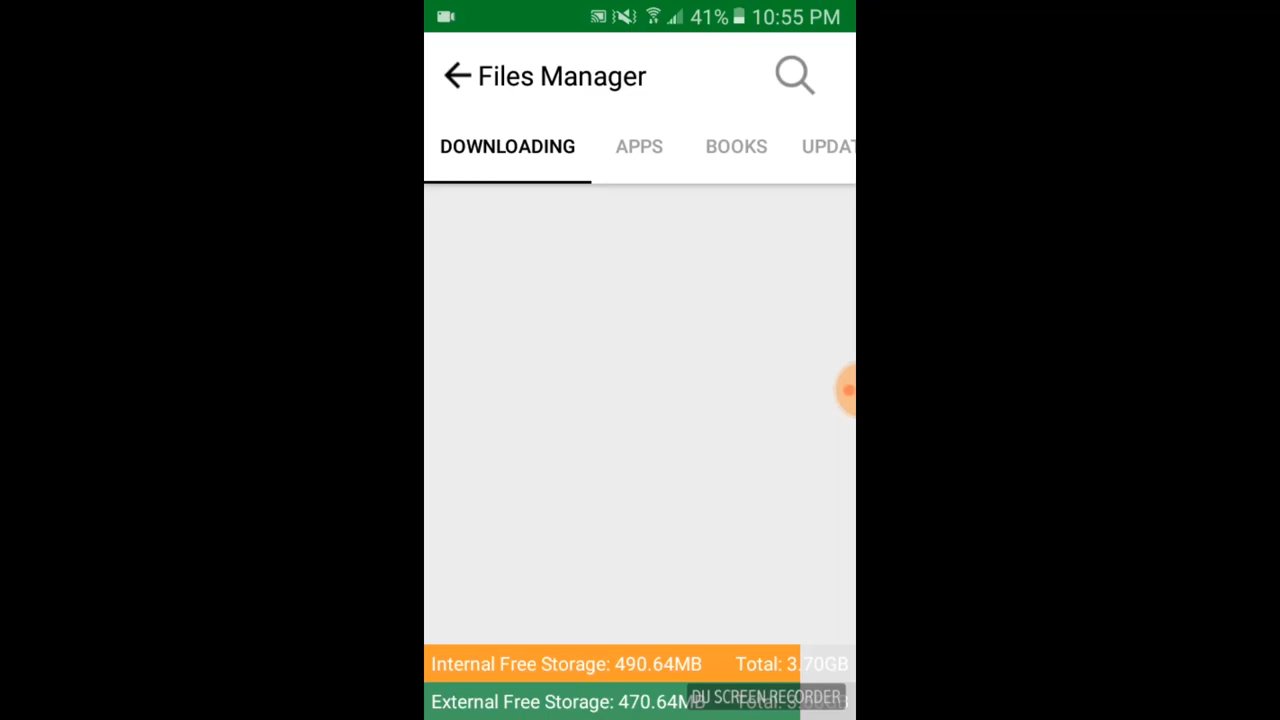 41% 10:55 PM
Files Manager
DOWNLOADING APPS BOOKS UPDAT
Internal Free Storage: 490.64MB Total: 3.70GB
External Free Storage: 470.64MB Total:
DU SCREEN RECORDER